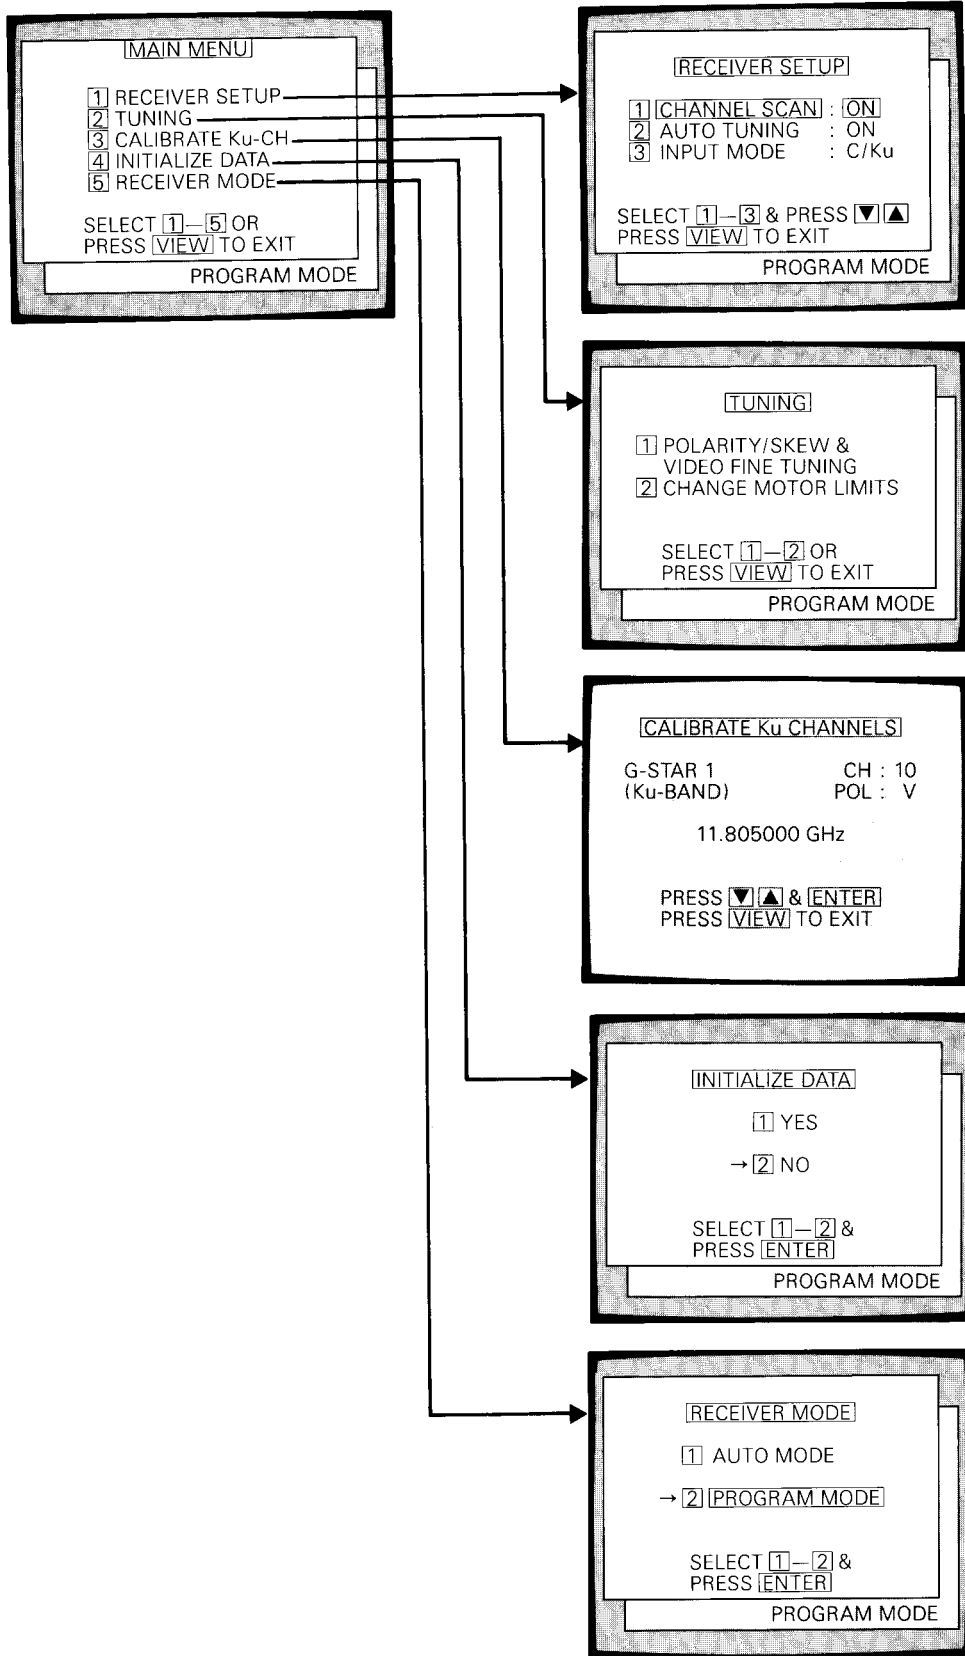 MAIN MENU
1 RECEIVER SETUP
2 TUNING
3 CALIBRATE Ku-CH
4 INITIALIZE DATA
5 RECEIVER MODE
SELECT 1—5 OR
PRESS VIEW TO EXIT
PROGRAM MODE
RECEIVER SETUP
1 CHANNEL SCAN : ON
2 AUTO TUNING : ON
3 INPUT MODE : C/Ku
SELECT 1—3 & PRESS ▼ ▲
PRESS VIEW TO EXIT
PROGRAM MODE
TUNING
1 POLARITY/SKEW &
VIDEO FINE TUNING
2 CHANGE MOTOR LIMITS
SELECT 1—2 OR
PRESS VIEW TO EXIT
PROGRAM MODE
CALIBRATE Ku CHANNELS
G-STAR 1 CH : 10
(Ku-BAND) POL : V
11.805000 GHz
PRESS ▼ ▲ & ENTER
PRESS VIEW TO EXIT
INITIALIZE DATA
1 YES
→ 2 NO
SELECT 1—2 &
PRESS ENTER
PROGRAM MODE
RECEIVER MODE
1 AUTO MODE
→ 2 PROGRAM MODE
SELECT 1—2 &
PRESS ENTER
PROGRAM MODE